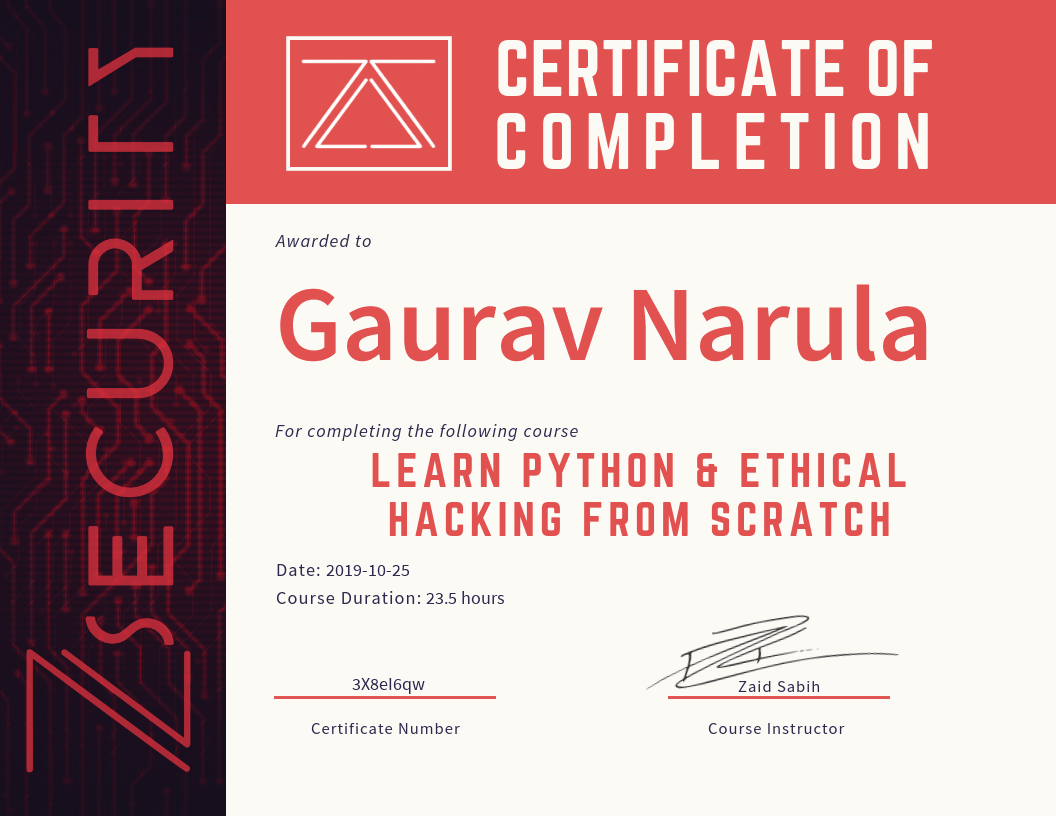 ZSECURITY
CERTIFICATE OF
COMPLETION
Awarded to
Gaurav Narula
For completing the following course
LEARN PYTHON & ETHICAL
HACKING FROM SCRATCH
Date: 2019-10-25
Course Duration: 23.5 hours
3X8el6qw
Certificate Number
Zaid Sabih
Course Instructor